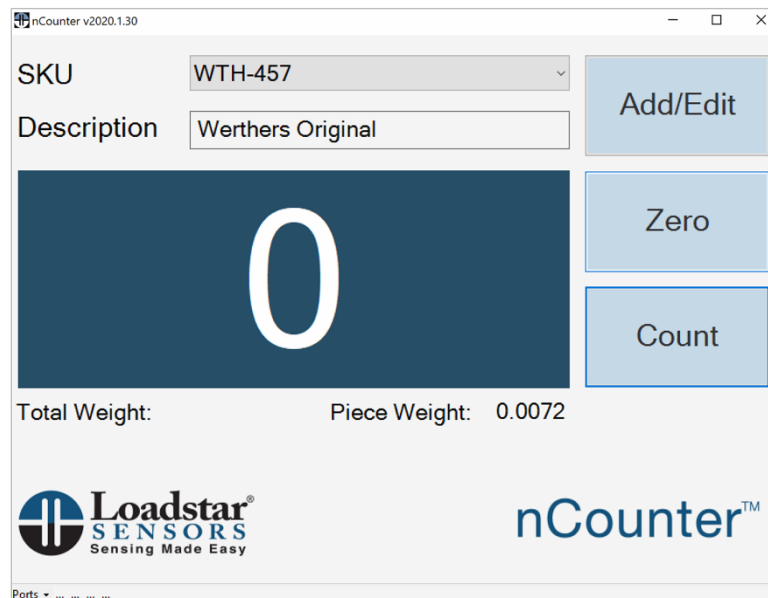 nCounter v2020.1.30
SKU WTH-457
Description Werthers Original
Add/Edit
0
Zero
Count
Total Weight: Piece Weight: 0.0072
Loadstar®
SENSORS
Sensing Made Easy
nCounter™
Ports ... ... ... ...